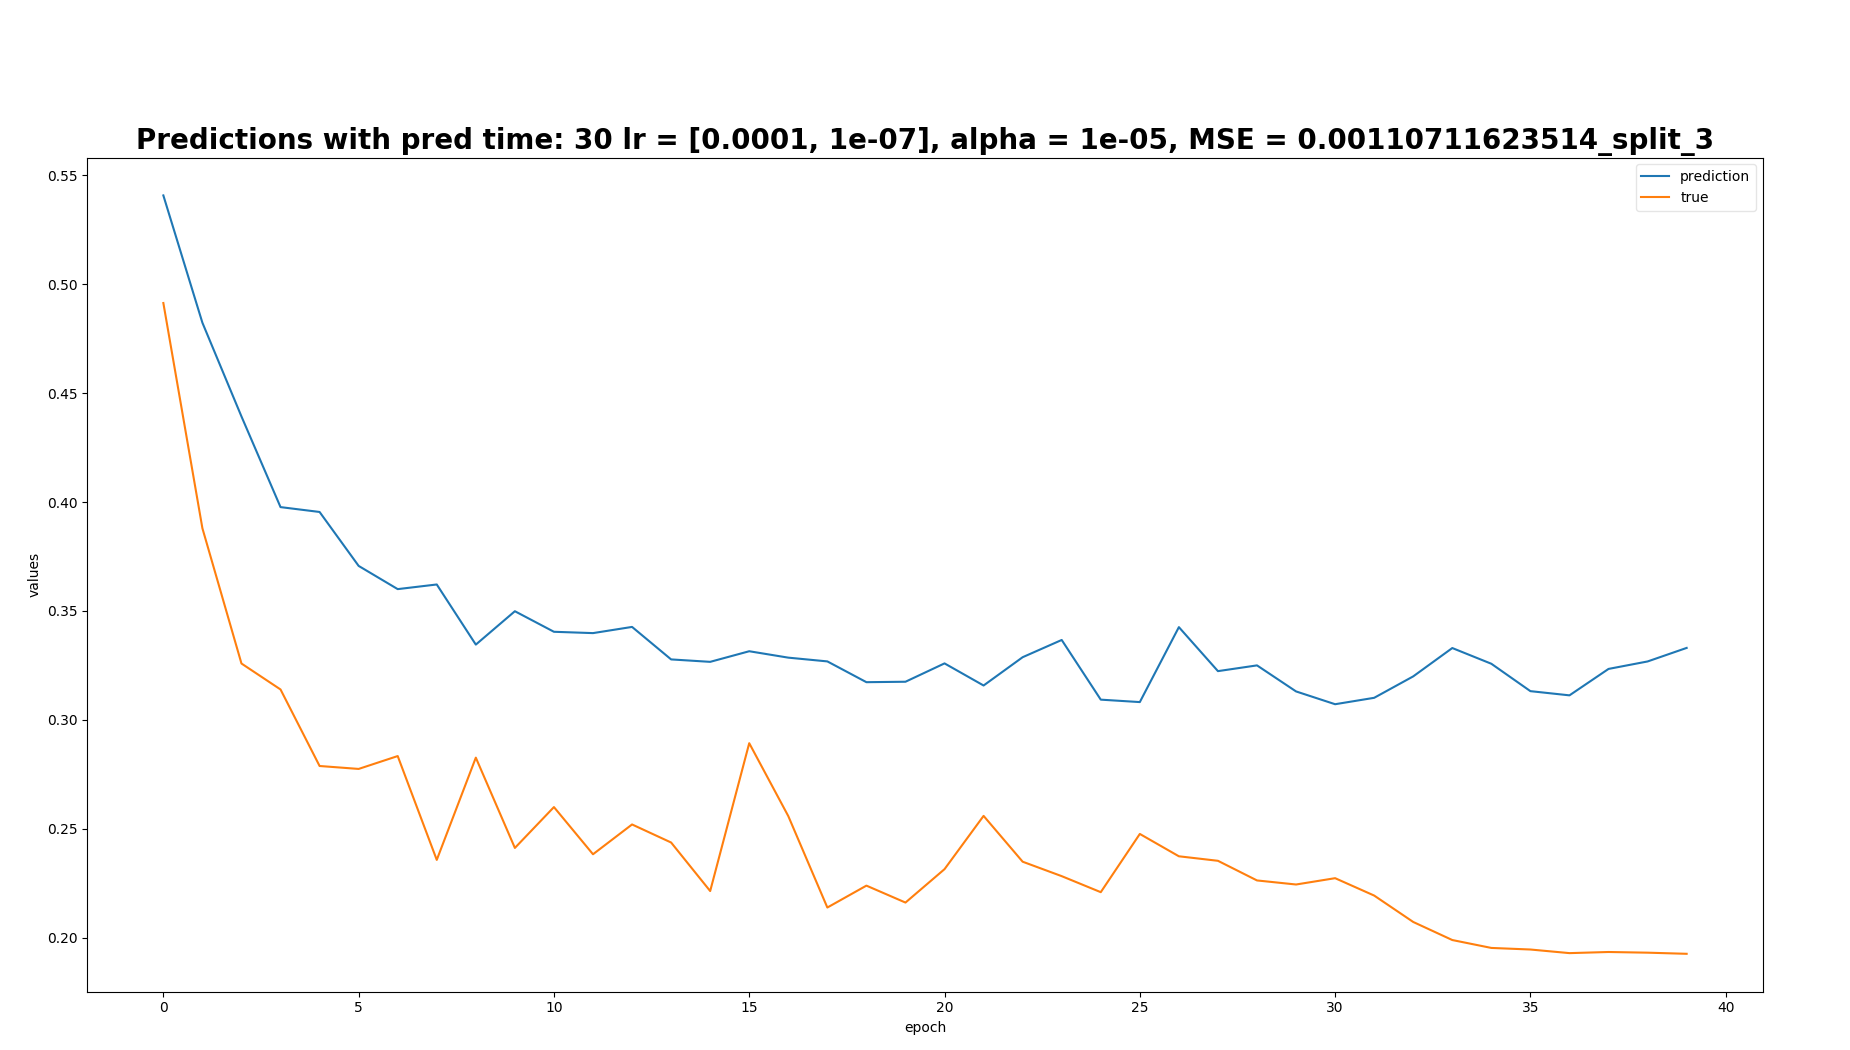 Predictions with pred time: 30 lr = [0.0001, 1e-07], alpha = 1e-05, MSE = 0.00110711623514_split_3
prediction
true
0.55
0.50
0.45
0.40
0.35
0.30
0.25
0.20
values
0 5 10 15 20 25 30 35 40
epoch